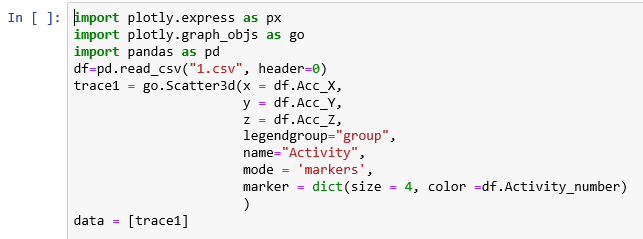 In [ ]: import plotly.express as px
import plotly.graph_objs as go
import pandas as pd
df=pd.read_csv("1.csv", header=0)
trace1 = go.Scatter3d(x = df.Acc_X,
y = df.Acc_Y,
z = df.Acc_Z,
legendgroup="group",
name="Activity",
mode = 'markers',
marker = dict(size = 4, color =df.Activity_number)
)
data = [trace1]